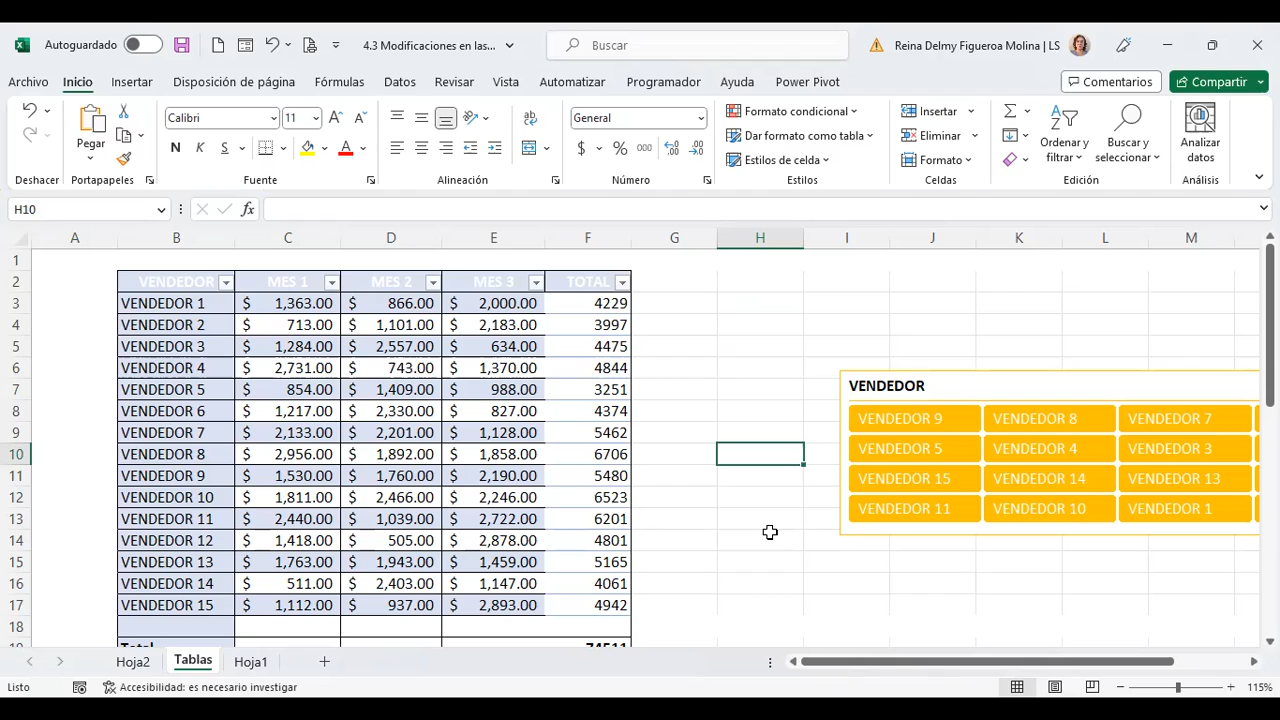 Autoguardado 4.3 Modificaciones en las... Buscar Reina Delmy Figueroa Molina | LS
Archivo Inicio Insertar Disposición de página Fórmulas Datos Revisar Vista Automatizar Programador Ayuda Power Pivot Comentarios Compartir
Pegar Calibri 11 General Formato condicional Insertar Ordenar y filtrar Buscar y seleccionar Analizar datos
Dar formato como tabla Eliminar
N K S $ % 000 Estilos de celda Formato
Deshacer Portapapeles Fuente Alineación Número Estilos Celdas Edición Análisis
H10 fx
A B C D E F G H I J K L M
1
2 VENDEDOR MES 1 MES 2 MES 3 TOTAL
3 VENDEDOR 1 $ 1,363.00 $ 866.00 $ 2,000.00 4229
4 VENDEDOR 2 $ 713.00 $ 1,101.00 $ 2,183.00 3997
5 VENDEDOR 3 $ 1,284.00 $ 2,557.00 $ 634.00 4475
6 VENDEDOR 4 $ 2,731.00 $ 743.00 $ 1,370.00 4844
7 VENDEDOR 5 $ 854.00 $ 1,409.00 $ 988.00 3251
8 VENDEDOR 6 $ 1,217.00 $ 2,330.00 $ 827.00 4374
9 VENDEDOR 7 $ 2,133.00 $ 2,201.00 $ 1,128.00 5462
10 VENDEDOR 8 $ 2,956.00 $ 1,892.00 $ 1,858.00 6706
11 VENDEDOR 9 $ 1,530.00 $ 1,760.00 $ 2,190.00 5480
12 VENDEDOR 10 $ 1,811.00 $ 2,466.00 $ 2,246.00 6523
13 VENDEDOR 11 $ 2,440.00 $ 1,039.00 $ 2,722.00 6201
14 VENDEDOR 12 $ 1,418.00 $ 505.00 $ 2,878.00 4801
15 VENDEDOR 13 $ 1,763.00 $ 1,943.00 $ 1,459.00 5165
16 VENDEDOR 14 $ 511.00 $ 2,403.00 $ 1,147.00 4061
17 VENDEDOR 15 $ 1,112.00 $ 937.00 $ 2,893.00 4942
18
19 Total 74511
VENDEDOR
VENDEDOR 9 VENDEDOR 8 VENDEDOR 7
VENDEDOR 5 VENDEDOR 4 VENDEDOR 3
VENDEDOR 15 VENDEDOR 14 VENDEDOR 13
VENDEDOR 11 VENDEDOR 10 VENDEDOR 1
Hoja2 Tablas Hoja1
Listo Accesibilidad: es necesario investigar 115%